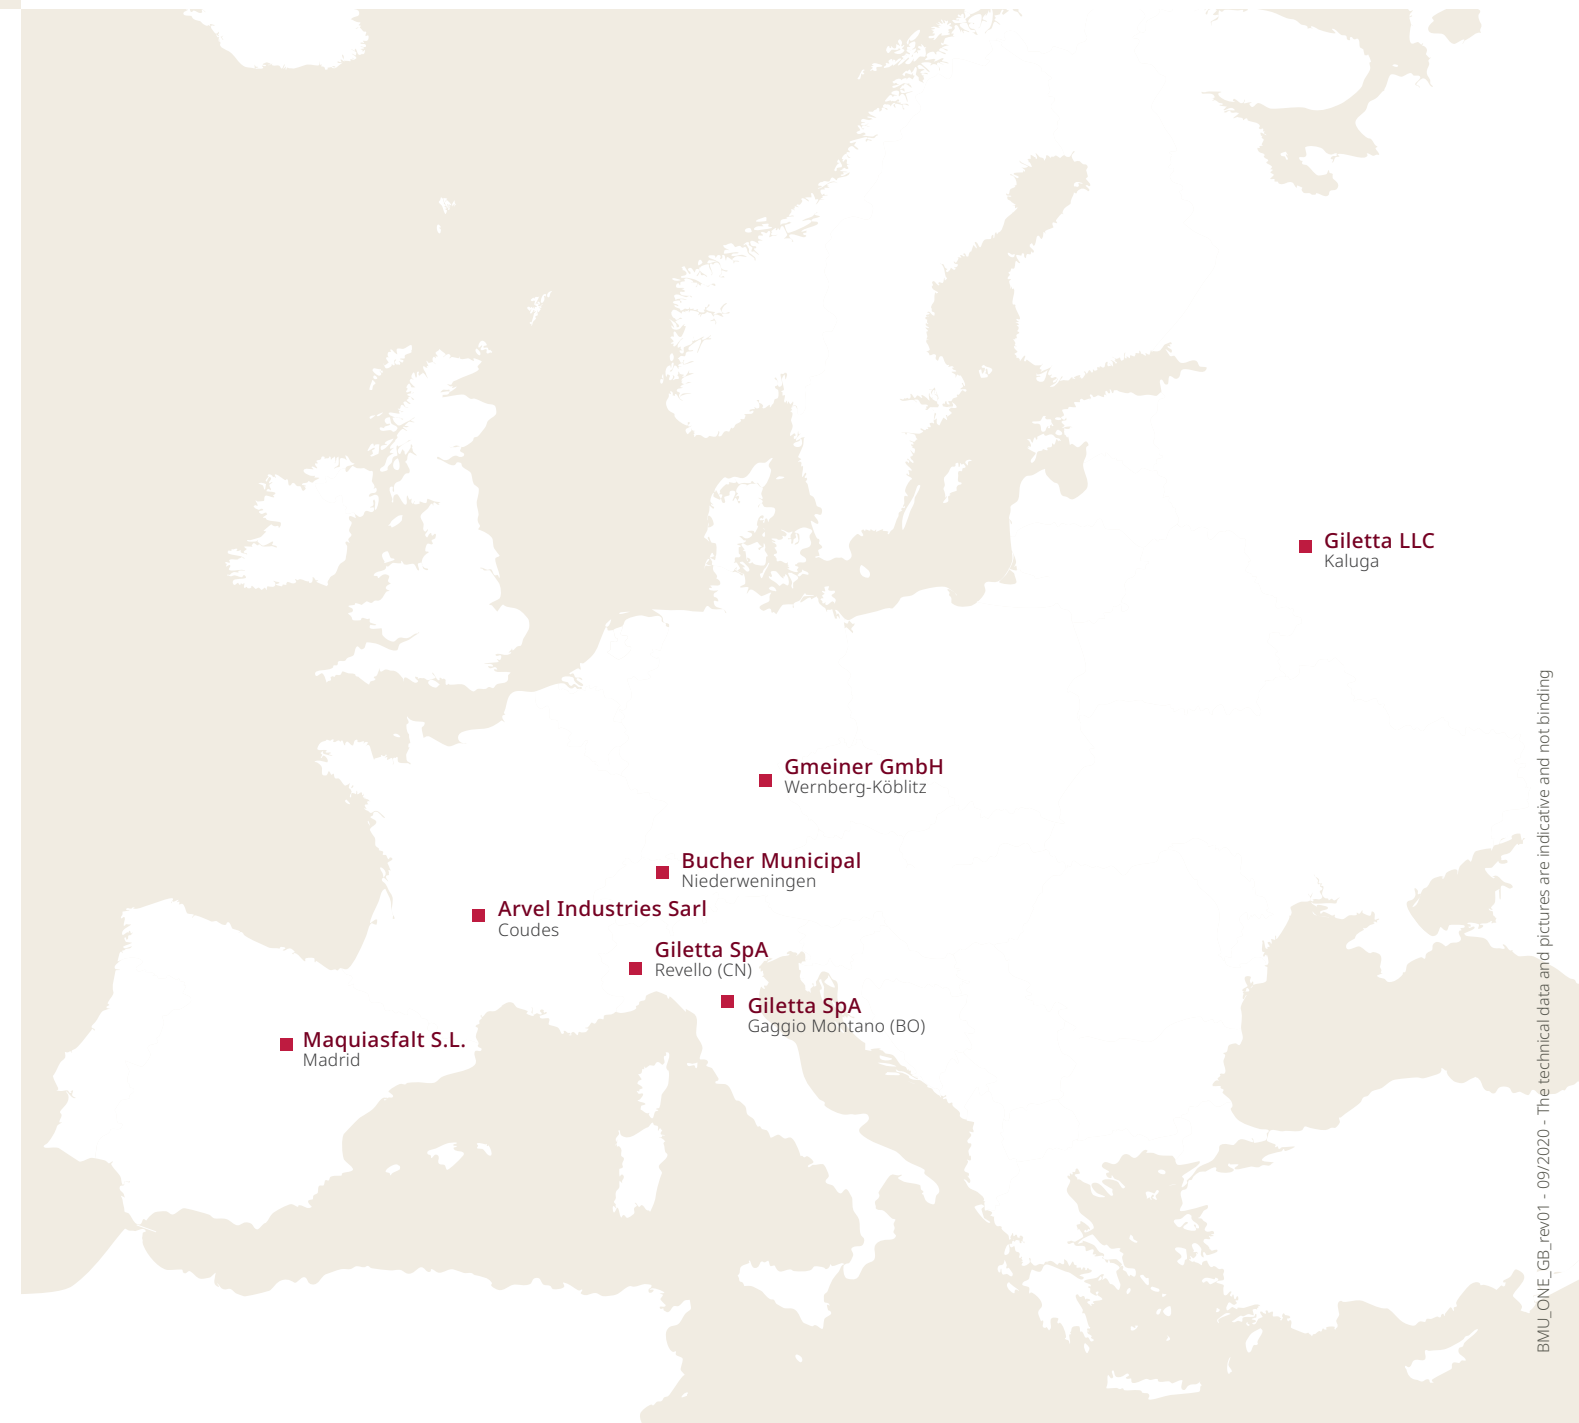 Giletta LLC
Kaluga
Gmeiner GmbH
Wernberg-Köblitz
Bucher Municipal
Niederweningen
Arvel Industries Sarl
Coudes
Giletta SpA
Revello (CN)
Giletta SpA
Gaggio Montano (BO)
Maquiasfalt S.L.
Madrid
BMU_ONE_GB_rev01 - 09/2020 - The technical data and pictures are indicative and not binding